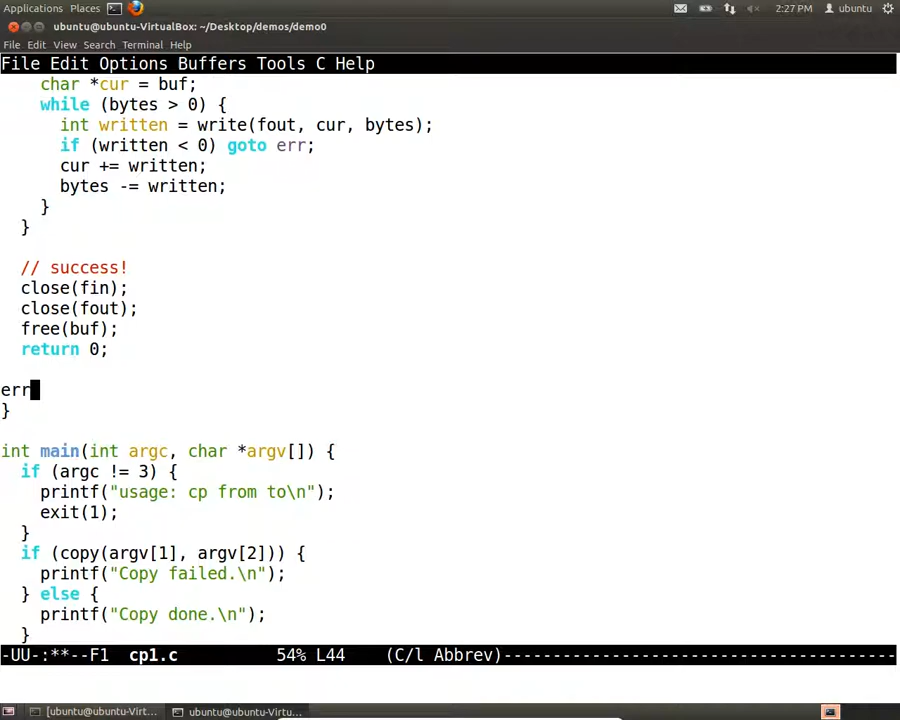 Applications Places 2:27 PM ubuntu
ubuntu@ubuntu-VirtualBox: ~/Desktop/demos/demo0
File Edit View Search Terminal Help
File Edit Options Buffers Tools C Help
    char *cur = buf;
    while (bytes > 0) {
      int written = write(fout, cur, bytes);
      if (written < 0) goto err;
      cur += written;
      bytes -= written;
    }
  }

  // success!
  close(fin);
  close(fout);
  free(buf);
  return 0;

err
}

int main(int argc, char *argv[]) {
  if (argc != 3) {
    printf("usage: cp from to\n");
    exit(1);
  }
  if (copy(argv[1], argv[2])) {
    printf("Copy failed.\n");
  } else {
    printf("Copy done.\n");
  }
-UU-:**--F1  cp1.c          54% L44    (C/l Abbrev)----------------------------------------
[ubuntu@ubuntu-Virt... ubuntu@ubuntu-Virtu...